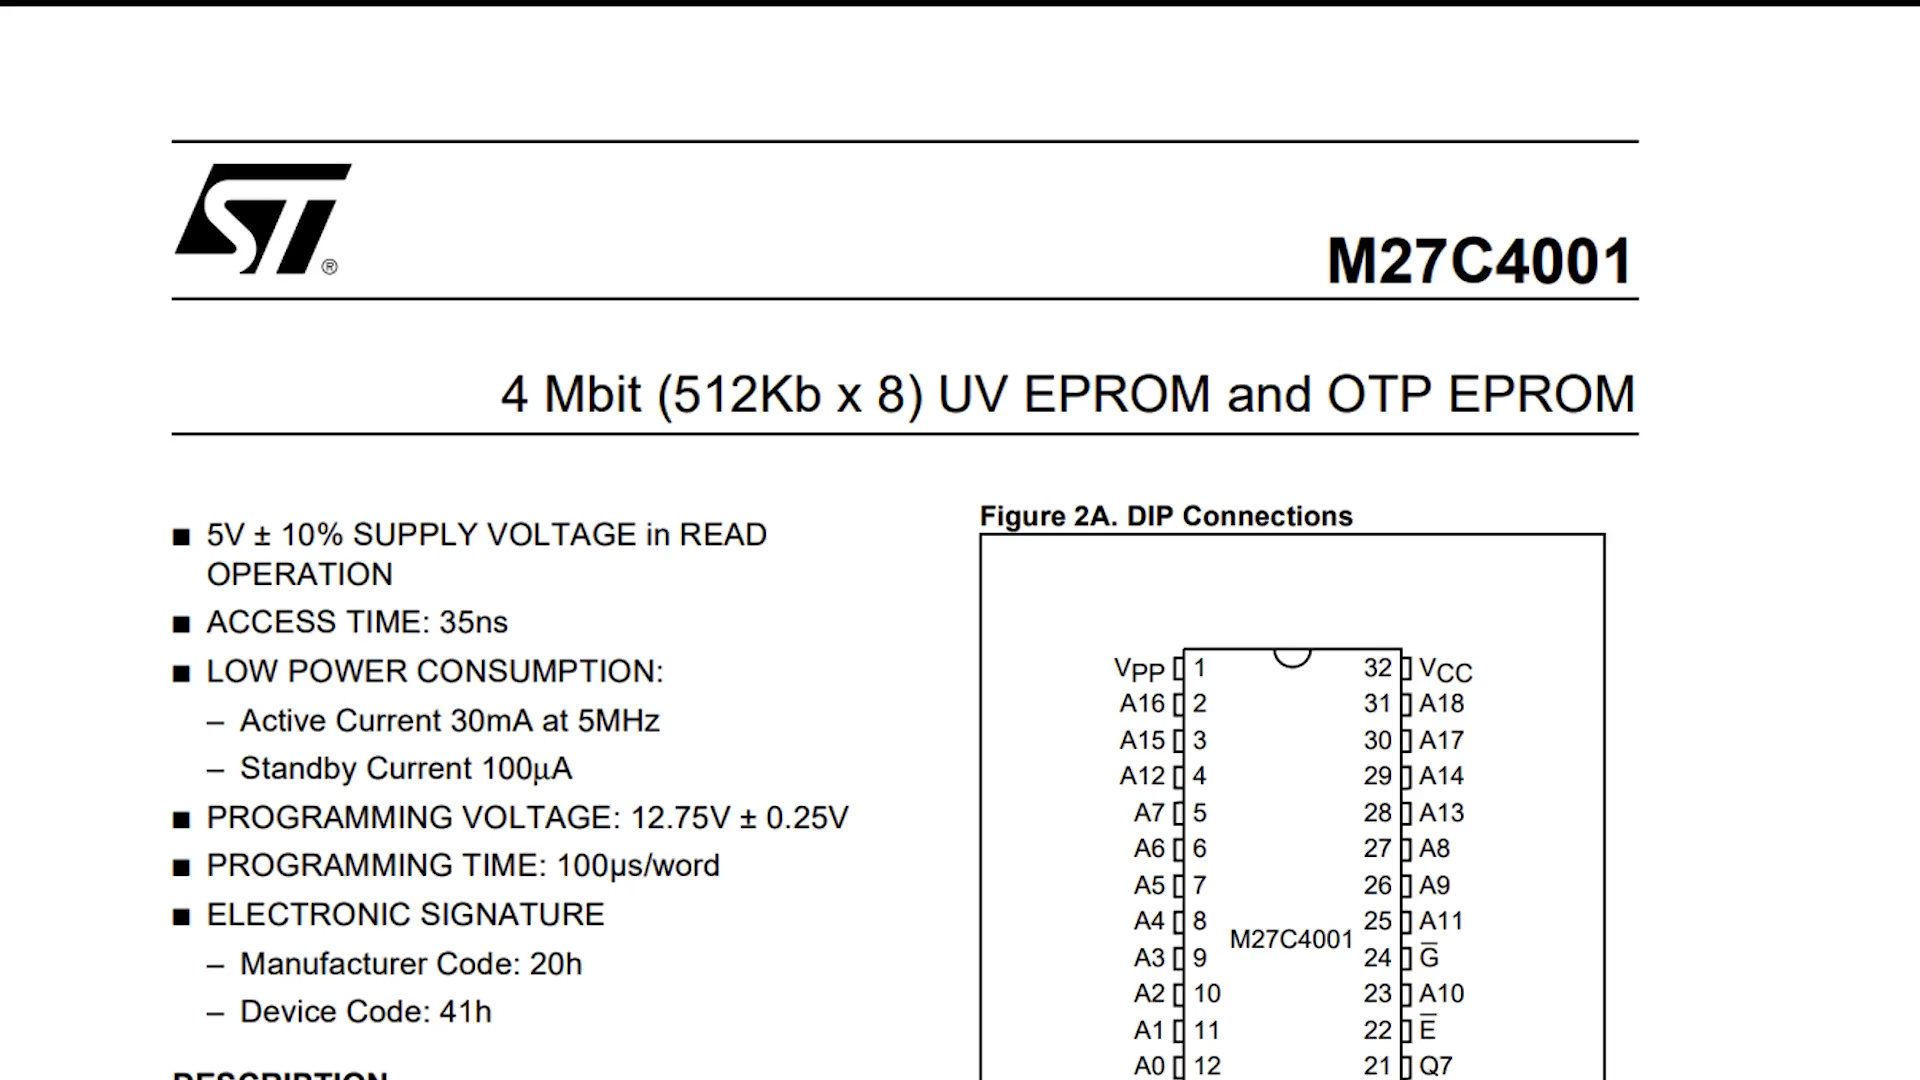 ST®
M27C4001
4 Mbit (512Kb x 8) UV EPROM and OTP EPROM
■ 5V ± 10% SUPPLY VOLTAGE in READ
OPERATION
■ ACCESS TIME: 35ns
■ LOW POWER CONSUMPTION:
– Active Current 30mA at 5MHz
– Standby Current 100µA
■ PROGRAMMING VOLTAGE: 12.75V ± 0.25V
■ PROGRAMMING TIME: 100µs/word
■ ELECTRONIC SIGNATURE
– Manufacturer Code: 20h
– Device Code: 41h
DESCRIPTION
Figure 2A. DIP Connections
VPP 1 32 VCC
A16 2 31 A18
A15 3 30 A17
A12 4 29 A14
A7 5 28 A13
A6 6 27 A8
A5 7 26 A9
A4 8 25 A11
M27C4001
A3 9 24 G̅
A2 10 23 A10
A1 11 22 E̅
A0 12 21 Q7